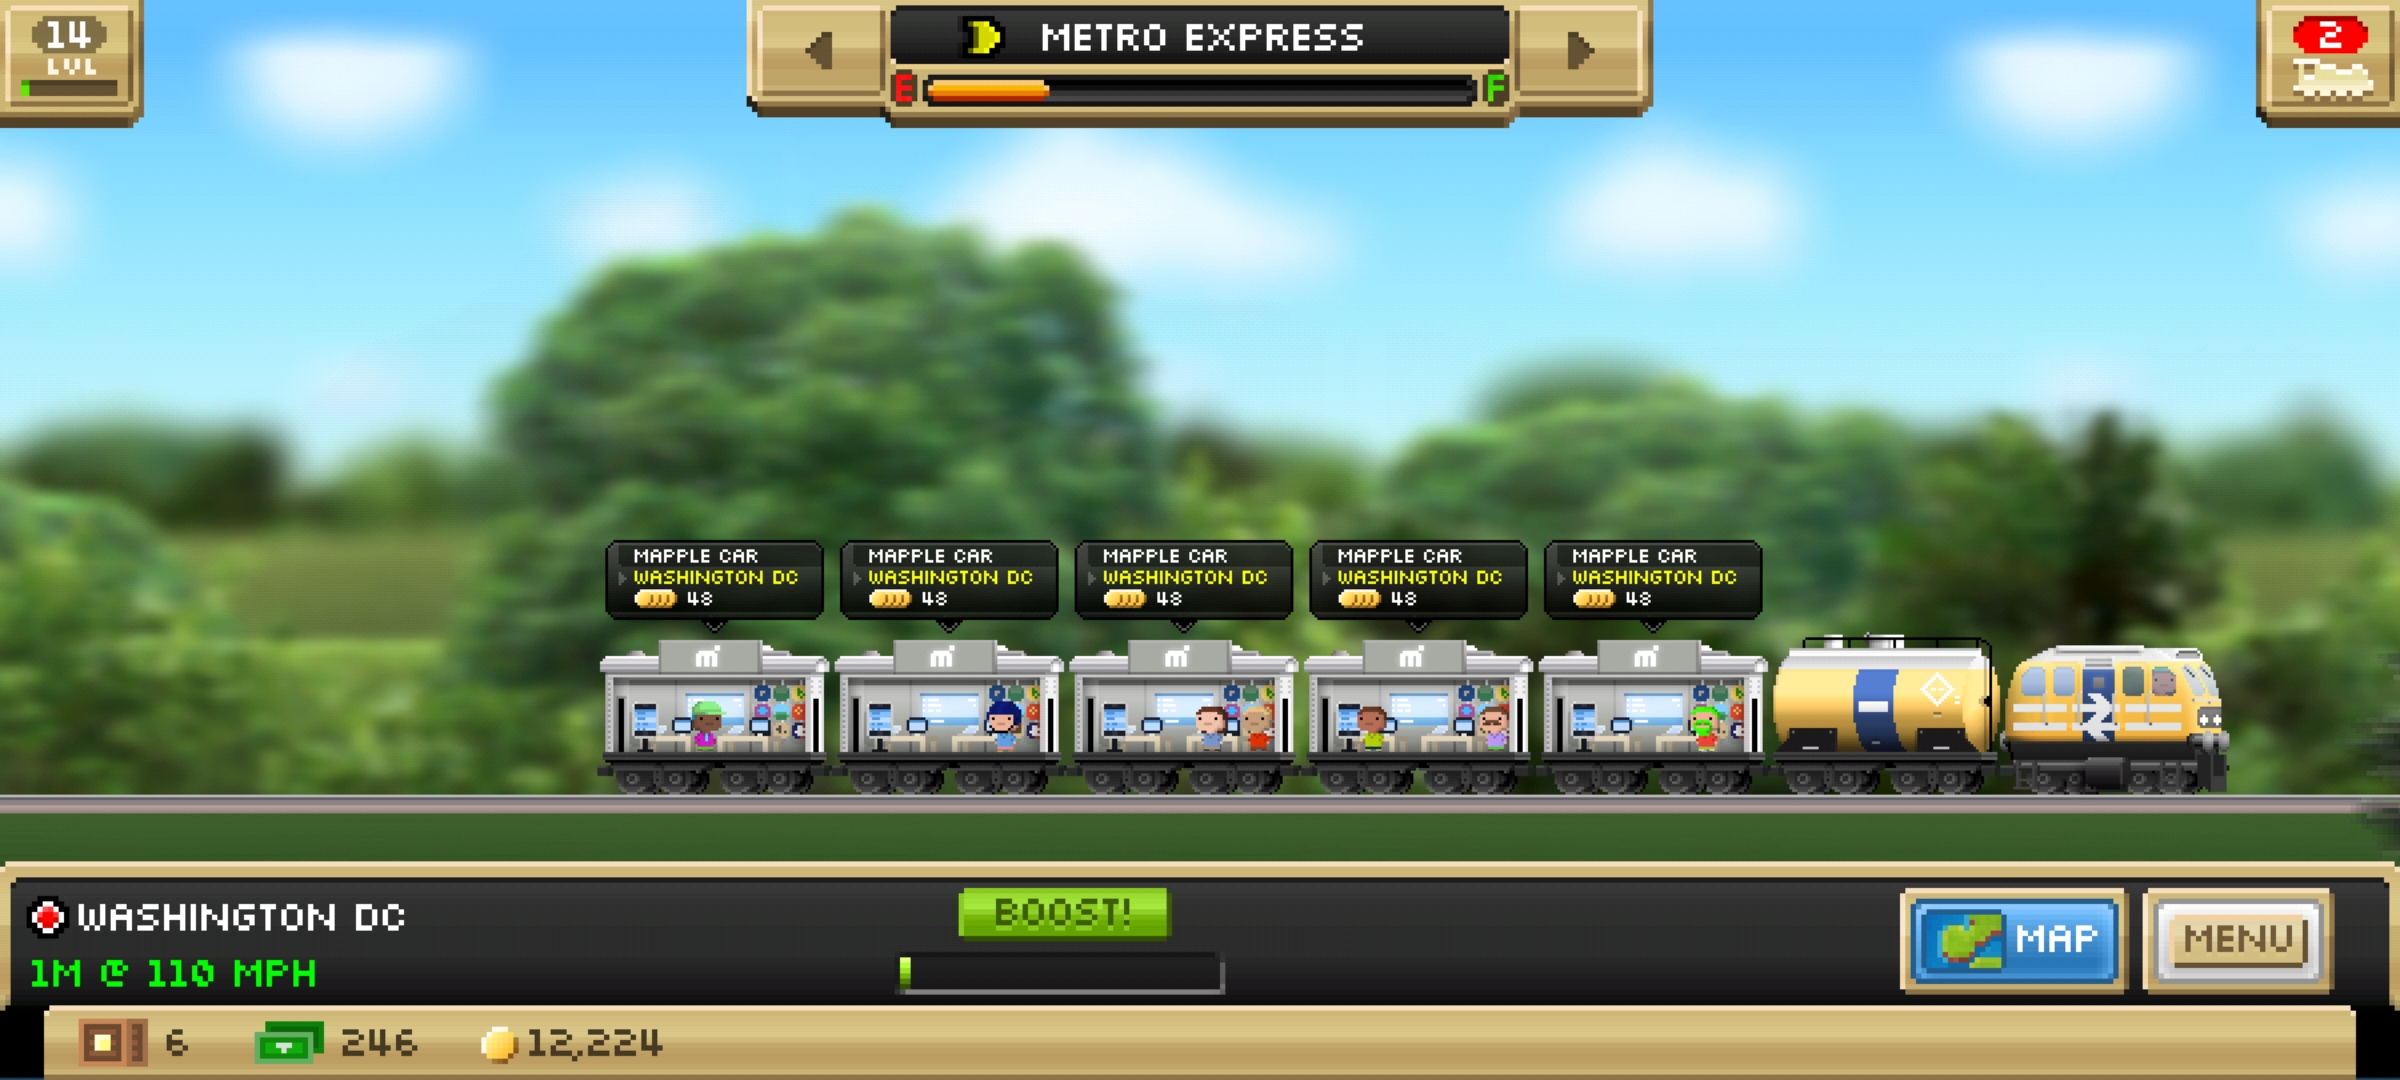 14
LVL
METRO EXPRESS
E
F
2
MAPPLE CAR
WASHINGTON DC
48
MAPPLE CAR
WASHINGTON DC
48
MAPPLE CAR
WASHINGTON DC
48
MAPPLE CAR
WASHINGTON DC
48
MAPPLE CAR
WASHINGTON DC
48
m
m
m
m
m
WASHINGTON DC
1M @ 110 MPH
BOOST!
MAP
MENU
6
246
12,224